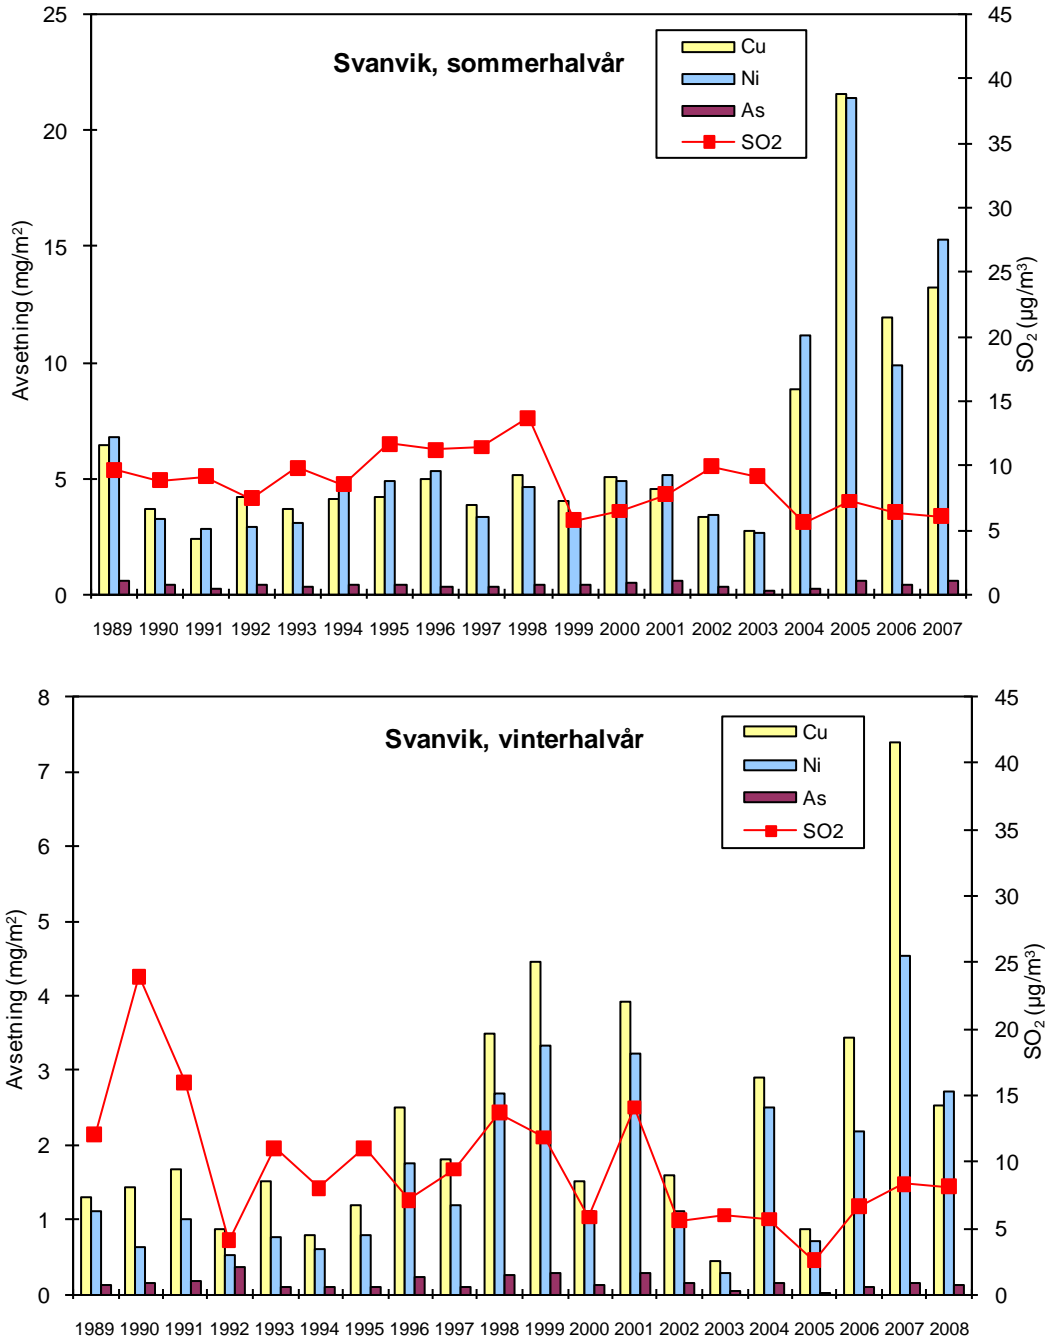 Svanvik, sommerhalvår
Cu
Ni
As
SO2
25
20
15
10
5
0
Avsetning (mg/m²)
45
40
35
30
25
20
15
10
5
0
SO₂ (µg/m³)
1989 1990 1991 1992 1993 1994 1995 1996 1997 1998 1999 2000 2001 2002 2003 2004 2005 2006 2007
Svanvik, vinterhalvår
Cu
Ni
As
SO2
8
7
6
5
4
3
2
1
0
Avsetning (mg/m²)
45
40
35
30
25
20
15
10
5
0
SO₂ (µg/m³)
1989 1990 1991 1992 1993 1994 1995 1996 1997 1998 1999 2000 2001 2002 2003 2004 2005 2006 2007 2008